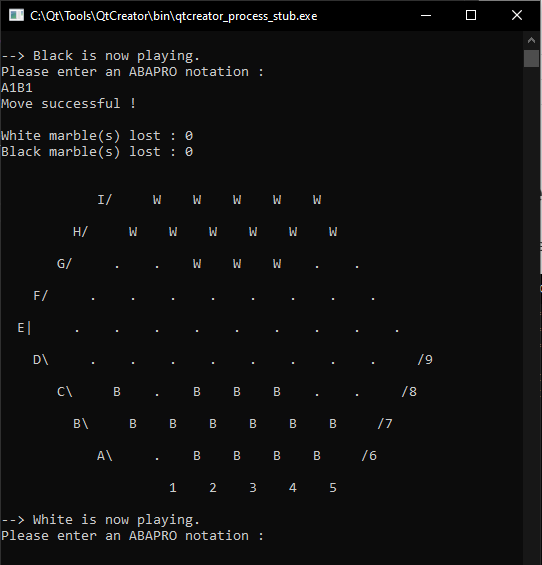 C:\Qt\Tools\QtCreator\bin\qtcreator_process_stub.exe
--> Black is now playing.
Please enter an ABAPRO notation :
A1B1
Move successful !
White marble(s) lost : 0
Black marble(s) lost : 0
I/ W W W W W
H/ W W W W W W
G/ . . W W W . .
F/ . . . . . . . .
E| . . . . . . . . .
D\ . . . . . . . . /9
C\ B . B B B . . /8
B\ B B B B B B /7
A\ . B B B B /6
1 2 3 4 5
--> White is now playing.
Please enter an ABAPRO notation :